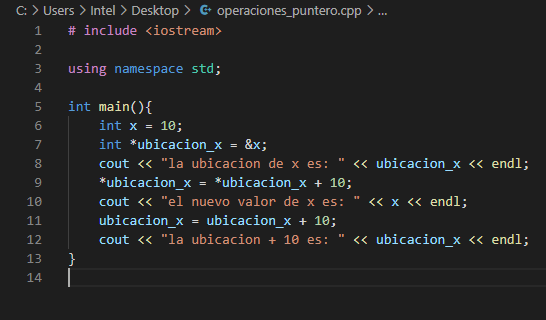 C: > Users > Intel > Desktop > operaciones_puntero.cpp > ...
1 # include <iostream>
2
3 using namespace std;
4
5 int main(){
6     int x = 10;
7     int *ubicacion_x = &x;
8     cout << "la ubicacion de x es: " << ubicacion_x << endl;
9     *ubicacion_x = *ubicacion_x + 10;
10     cout << "el nuevo valor de x es: " << x << endl;
11     ubicacion_x = ubicacion_x + 10;
12     cout << "la ubicacion + 10 es: " << ubicacion_x << endl;
13 }
14